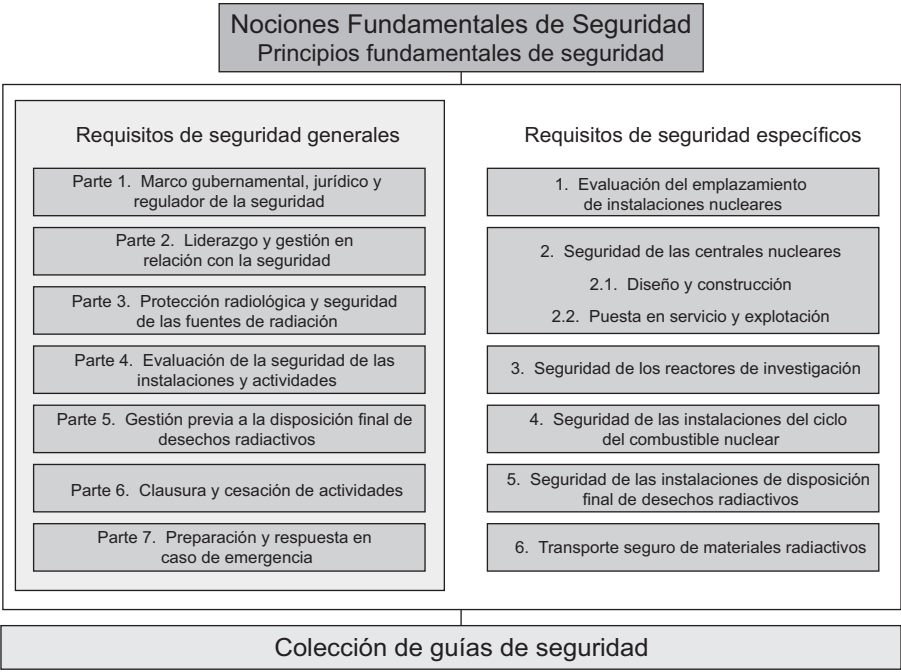 Nociones Fundamentales de Seguridad
Principios fundamentales de seguridad
Requisitos de seguridad generales
Parte 1. Marco gubernamental, jurídico y
regulador de la seguridad
Parte 2. Liderazgo y gestión en
relación con la seguridad
Parte 3. Protección radiológica y seguridad
de las fuentes de radiación
Parte 4. Evaluación de la seguridad de las
instalaciones y actividades
Parte 5. Gestión previa a la disposición final de
desechos radiactivos
Parte 6. Clausura y cesación de actividades
Parte 7. Preparación y respuesta en
caso de emergencia
Requisitos de seguridad específicos
1. Evaluación del emplazamiento
de instalaciones nucleares
2. Seguridad de las centrales nucleares
2.1. Diseño y construcción
2.2. Puesta en servicio y explotación
3. Seguridad de los reactores de investigación
4. Seguridad de las instalaciones del ciclo
del combustible nuclear
5. Seguridad de las instalaciones de disposición
final de desechos radiactivos
6. Transporte seguro de materiales radiactivos
Colección de guías de seguridad